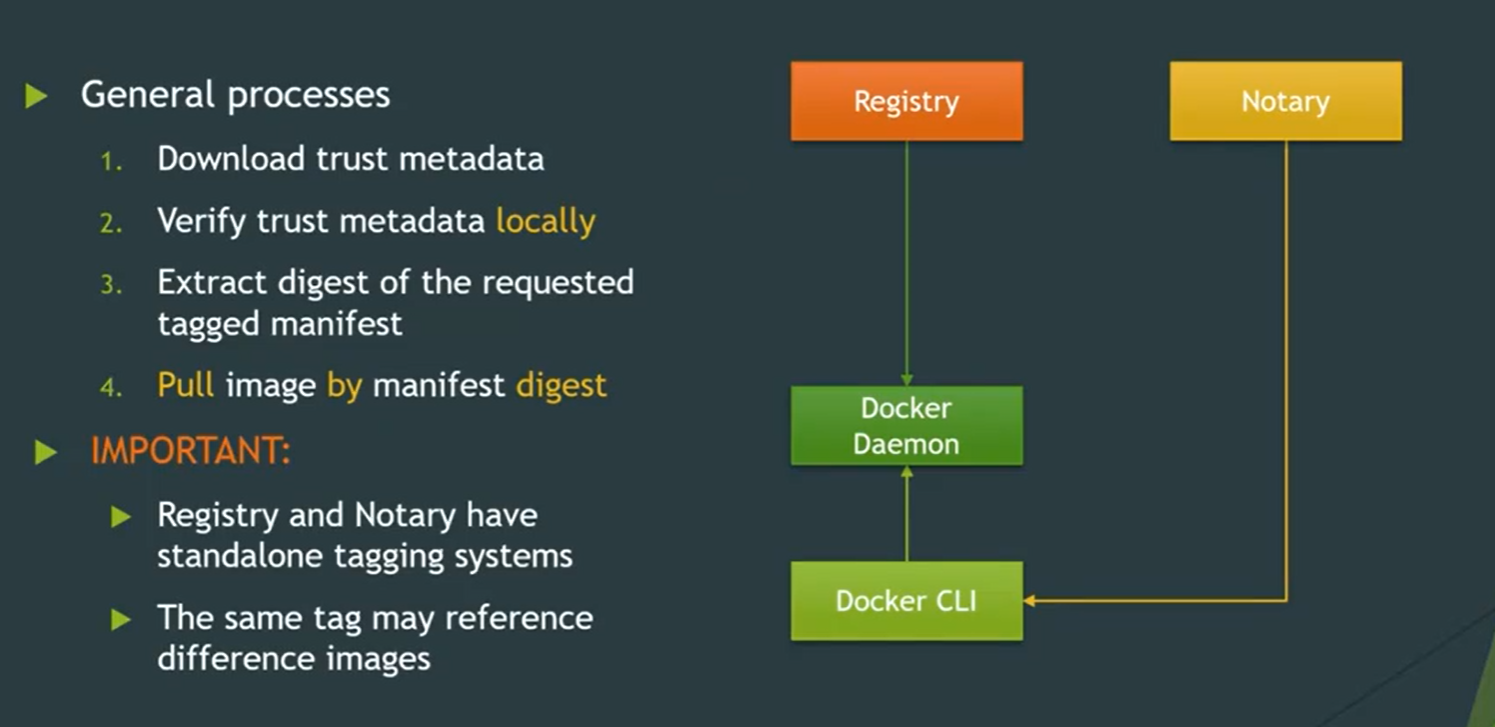 General processes
1. Download trust metadata
2. Verify trust metadata locally
3. Extract digest of the requested
tagged manifest
4. Pull image by manifest digest
IMPORTANT:
Registry and Notary have
standalone tagging systems
The same tag may reference
difference images
Registry
Notary
Docker
Daemon
Docker CLI